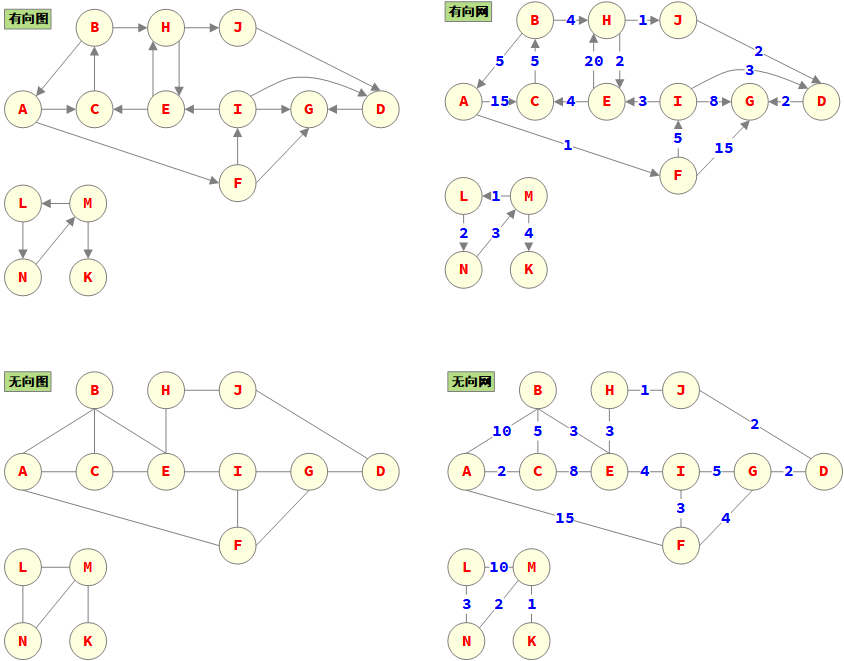 有向图
B H J
A C E I G D
F
L M
N K
有向网
B 4 H 1 J
5 5 20 2 2
3
A 15 C 4 E 3 I 8 G 2 D
1 5 15
F
L 1 M
2 3 4
N K
无向图
B H J
A C E I G D
F
L M
N K
无向网
B H 1 J
10 5 3 3 2
A 2 C 8 E 4 I 5 G 2 D
15 3 4
F
L 10 M
3 2 1
N K